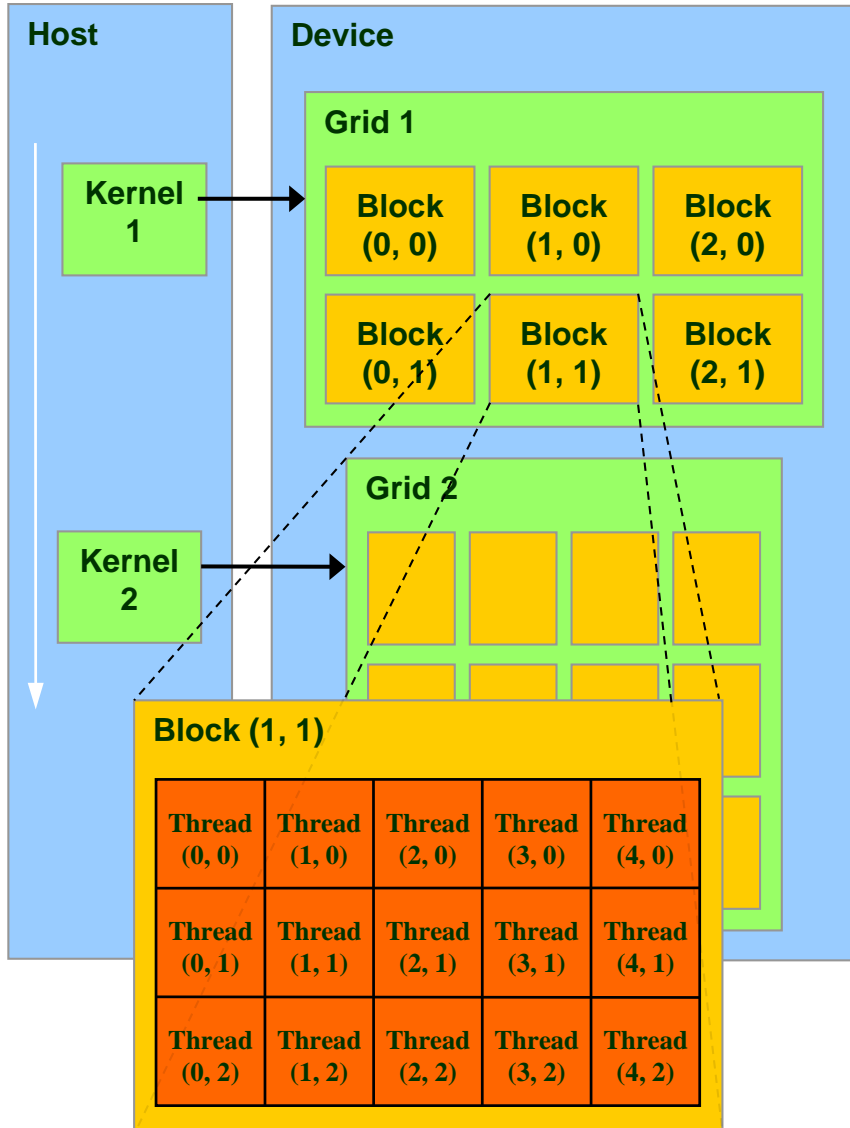 Host
Device
Grid 1
Kernel
1
Block
(0, 0)
Block
(1, 0)
Block
(2, 0)
Block
(0, 1)
Block
(1, 1)
Block
(2, 1)
Grid 2
Kernel
2
Block (1, 1)
Thread
(0, 0)
Thread
(1, 0)
Thread
(2, 0)
Thread
(3, 0)
Thread
(4, 0)
Thread
(0, 1)
Thread
(1, 1)
Thread
(2, 1)
Thread
(3, 1)
Thread
(4, 1)
Thread
(0, 2)
Thread
(1, 2)
Thread
(2, 2)
Thread
(3, 2)
Thread
(4, 2)